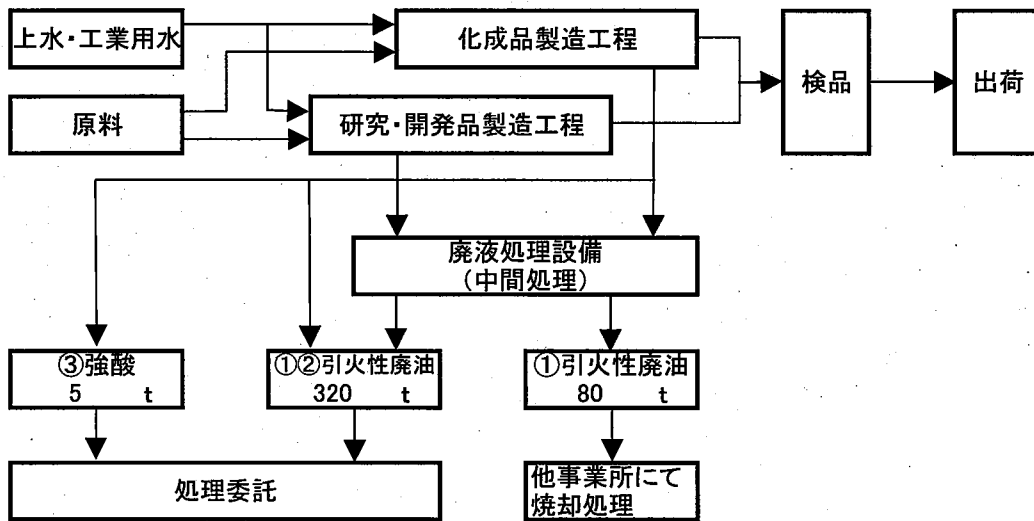 上水・工業用水
化成品製造工程
検品
出荷
原料
研究・開発品製造工程
廃液処理設備
（中間処理）
③強酸
5 t
①②引火性廃油
320 t
①引火性廃油
80 t
処理委託
他事業所にて
焼却処理